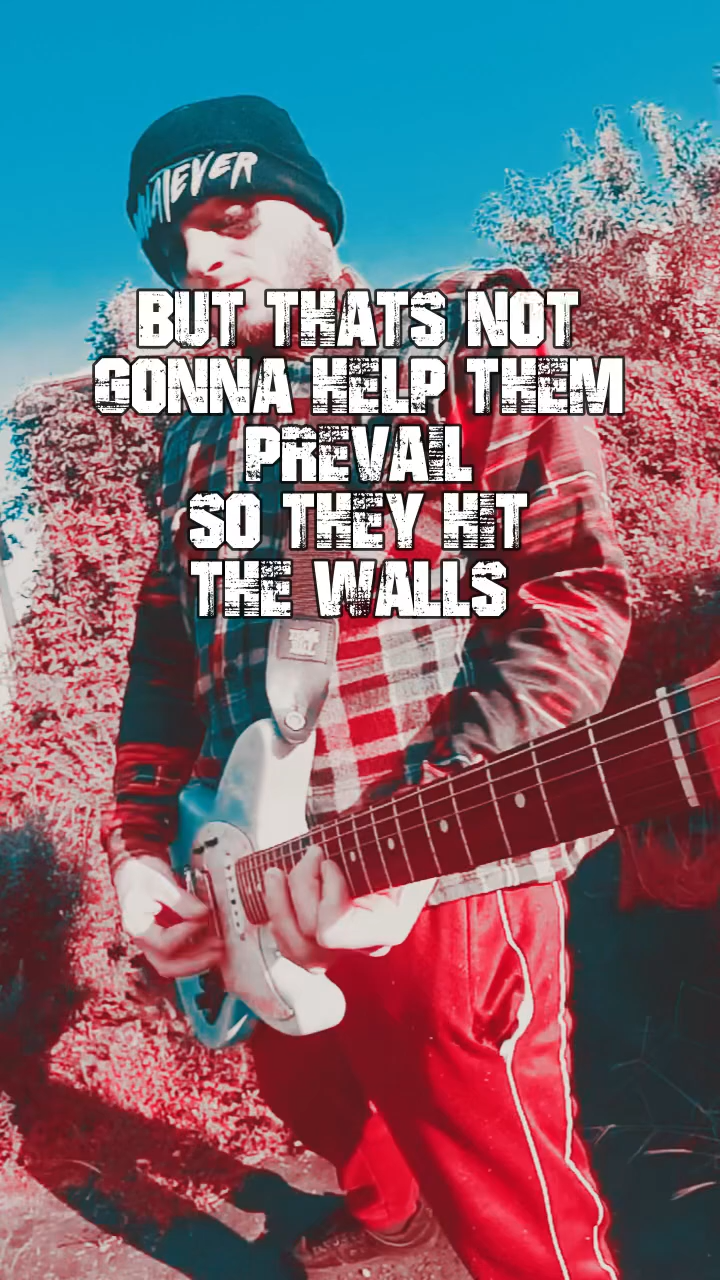 WHATEVER
BUT THATS NOT
GONNA HELP THEM
PREVAIL
SO THEY HIT
THE WALLS